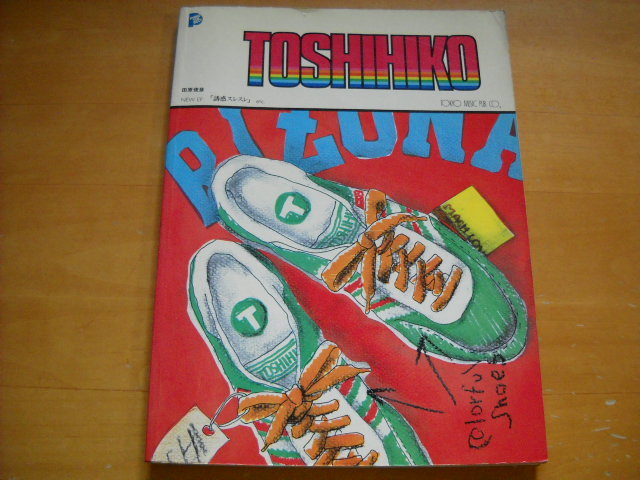 TOSHIHIKO
田原俊彦
NEW LP 「誘惑スレスレ」 etc.
TOKYO MUSIC PUB. CO.,
T
T
TOSHIHIKO
Colorful
Shoes